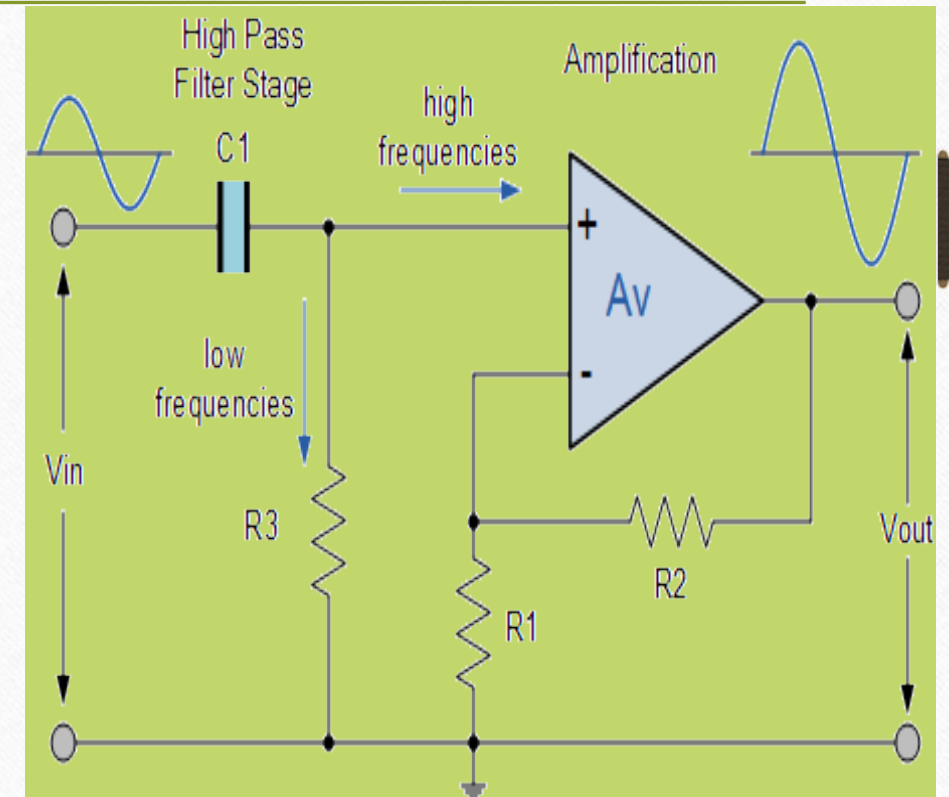 High Pass
Filter Stage
Amplification
high
frequencies
C1
+
Av
-
low
frequencies
Vin
R3
R2
Vout
R1